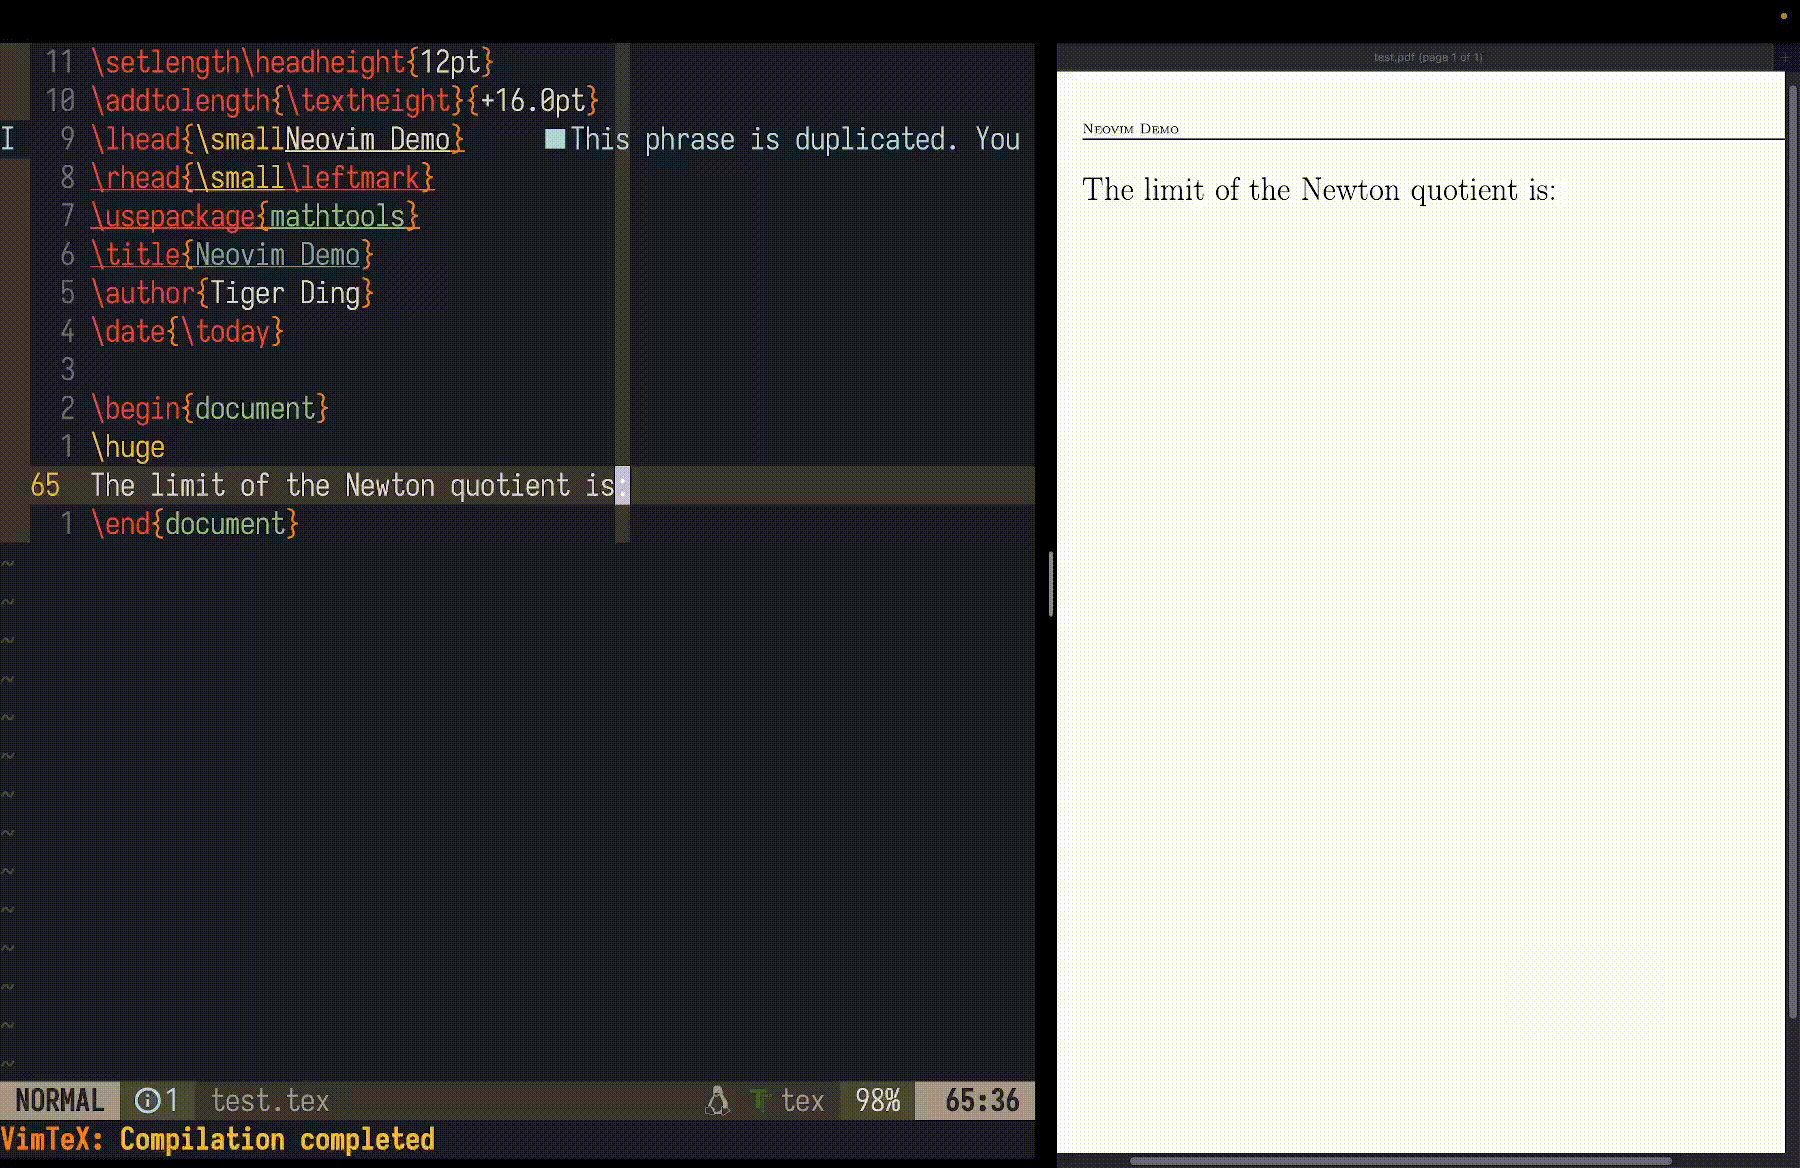 11 \setlength\headheight{12pt}
10 \addtolength{\textheight}{+16.0pt}
I 9 \lhead{\smallNeovim Demo} ■This phrase is duplicated. You
8 \rhead{\small\leftmark}
7 \usepackage{mathtools}
6 \title{Neovim Demo}
5 \author{Tiger Ding}
4 \date{\today}
3
2 \begin{document}
1 \huge
65 The limit of the Newton quotient is:
1 \end{document}
~
~
~
~
~
~
~
~
~
~
~
~
~
~
NORMAL 1 test.tex tex 98% 65:36
VimTeX: Compilation completed
test.pdf (page 1 of 1)
Neovim Demo
The limit of the Newton quotient is: